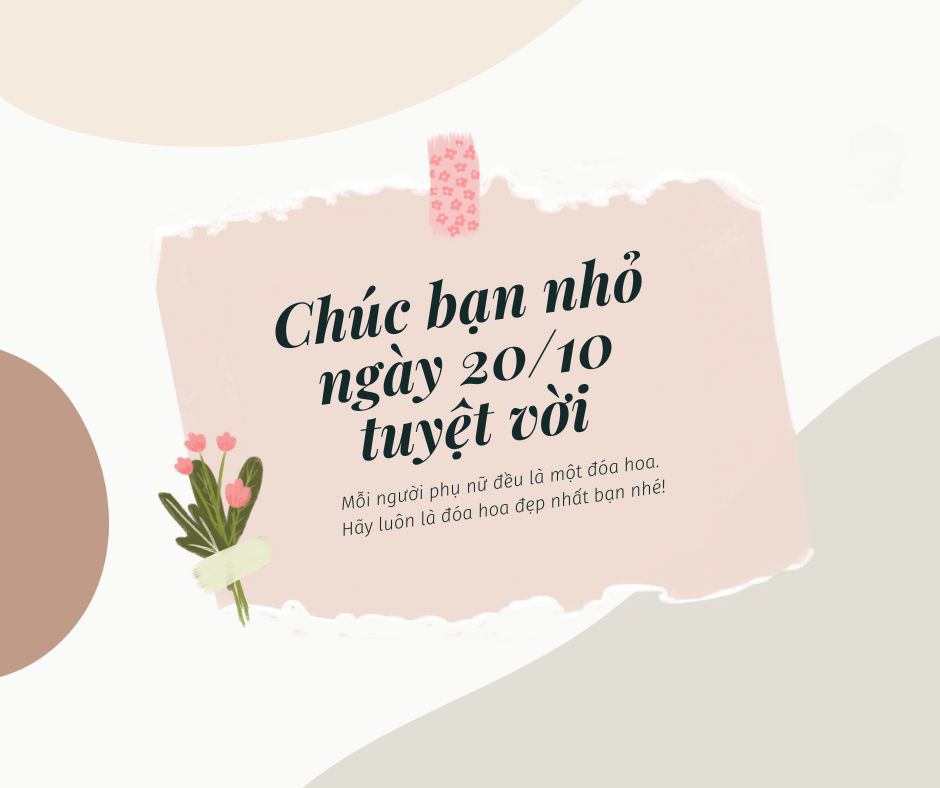 Chúc bạn nhỏ
ngày 20/10
tuyệt vời
Mỗi người phụ nữ đều là một đóa hoa.
Hãy luôn là đóa hoa đẹp nhất bạn nhé!